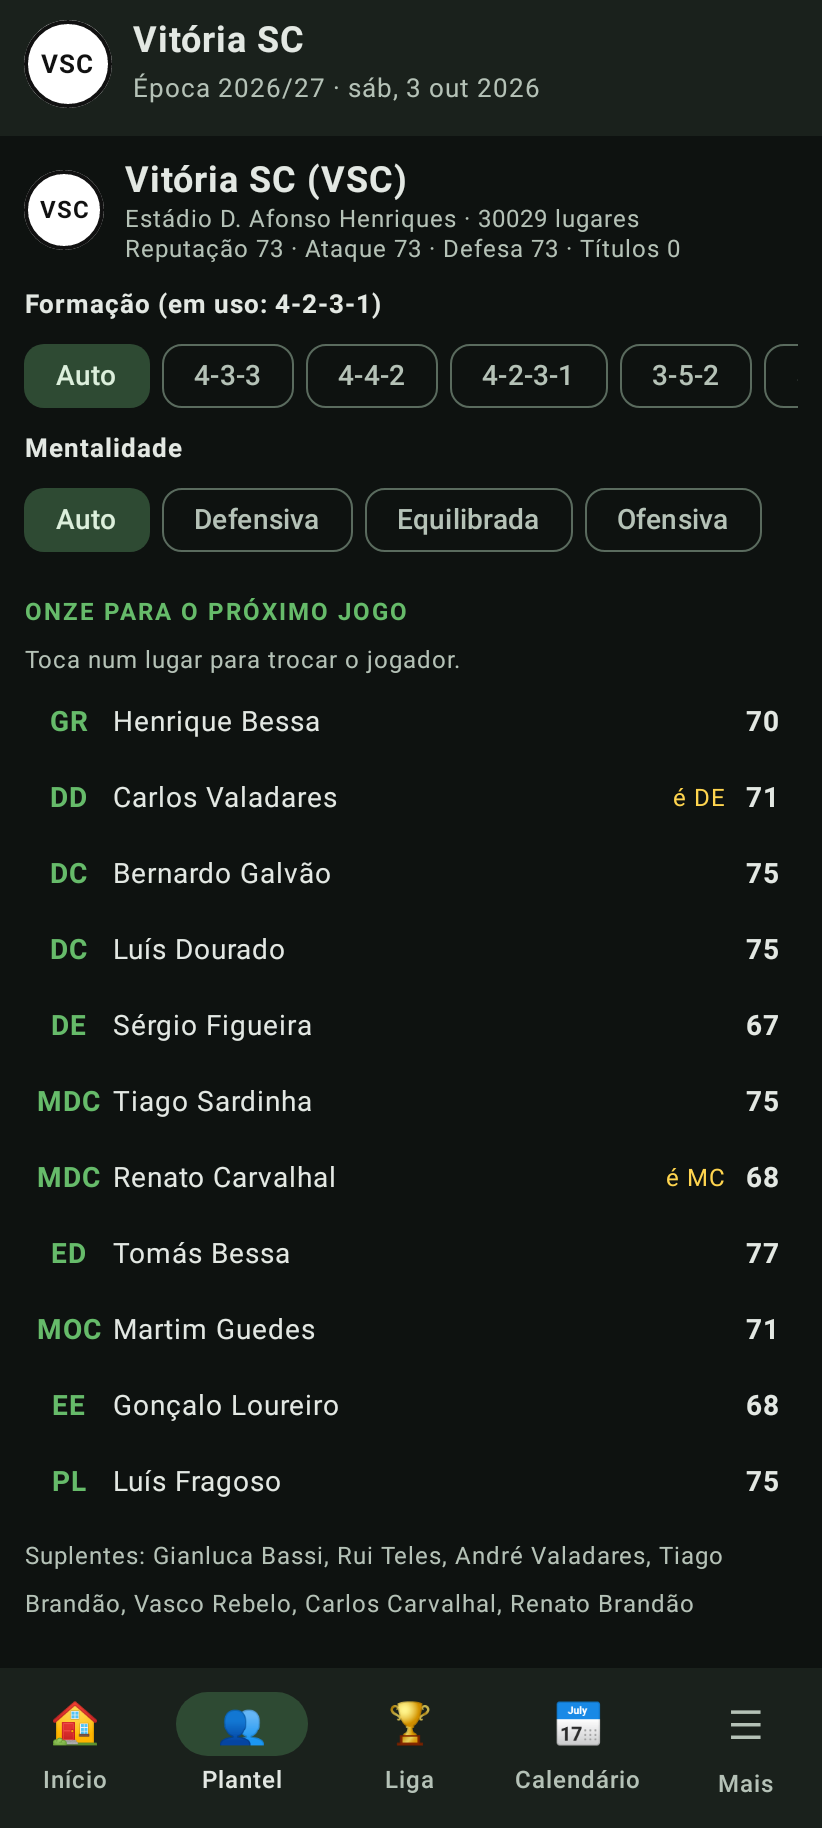 VSC
Vitória SC
Época 2026/27 · sáb, 3 out 2026
VSC
Vitória SC (VSC)
Estádio D. Afonso Henriques · 30029 lugares
Reputação 73 · Ataque 73 · Defesa 73 · Títulos 0
Formação (em uso: 4-2-3-1)
Auto 4-3-3 4-4-2 4-2-3-1 3-5-2
Mentalidade
Auto Defensiva Equilibrada Ofensiva
ONZE PARA O PRÓXIMO JOGO
Toca num lugar para trocar o jogador.
GR Henrique Bessa 70
DD Carlos Valadares é DE 71
DC Bernardo Galvão 75
DC Luís Dourado 75
DE Sérgio Figueira 67
MDC Tiago Sardinha 75
MDC Renato Carvalhal é MC 68
ED Tomás Bessa 77
MOC Martim Guedes 71
EE Gonçalo Loureiro 68
PL Luís Fragoso 75
Suplentes: Gianluca Bassi, Rui Teles, André Valadares, Tiago
Brandão, Vasco Rebelo, Carlos Carvalhal, Renato Brandão
July
17
Início Plantel Liga Calendário Mais